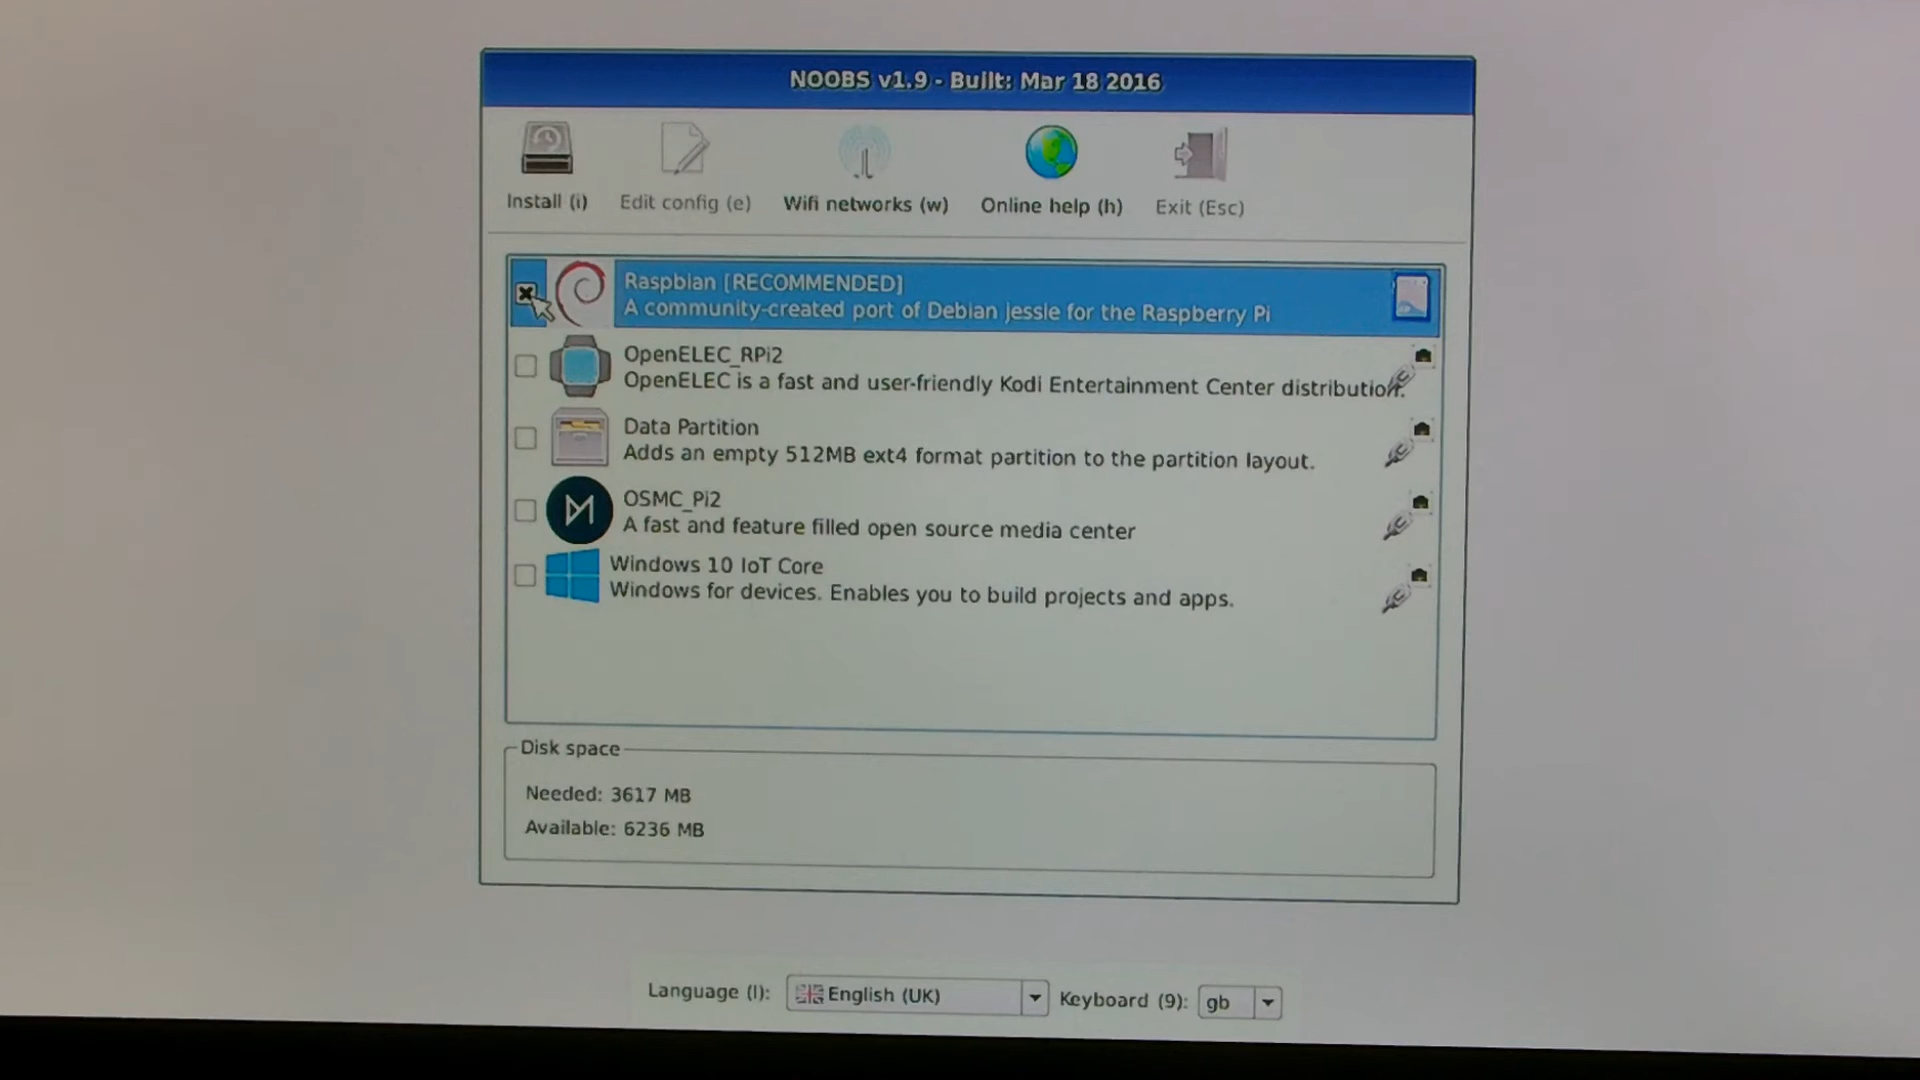 NOOBS v1.9 - Built: Mar 18 2016
Install (i)
Edit config (e)
Wifi networks (w)
Online help (h)
Exit (Esc)
Raspbian [RECOMMENDED]
A community-created port of Debian Jessie for the Raspberry Pi
OpenELEC_RPi2
OpenELEC is a fast and user-friendly Kodi Entertainment Center distribution.
Data Partition
Adds an empty 512MB ext4 format partition to the partition layout.
OSMC_Pi2
A fast and feature filled open source media center
Windows 10 IoT Core
Windows for devices. Enables you to build projects and apps.
Disk space
Needed: 3617 MB
Available: 6236 MB
Language (l): English (UK) Keyboard (9): gb